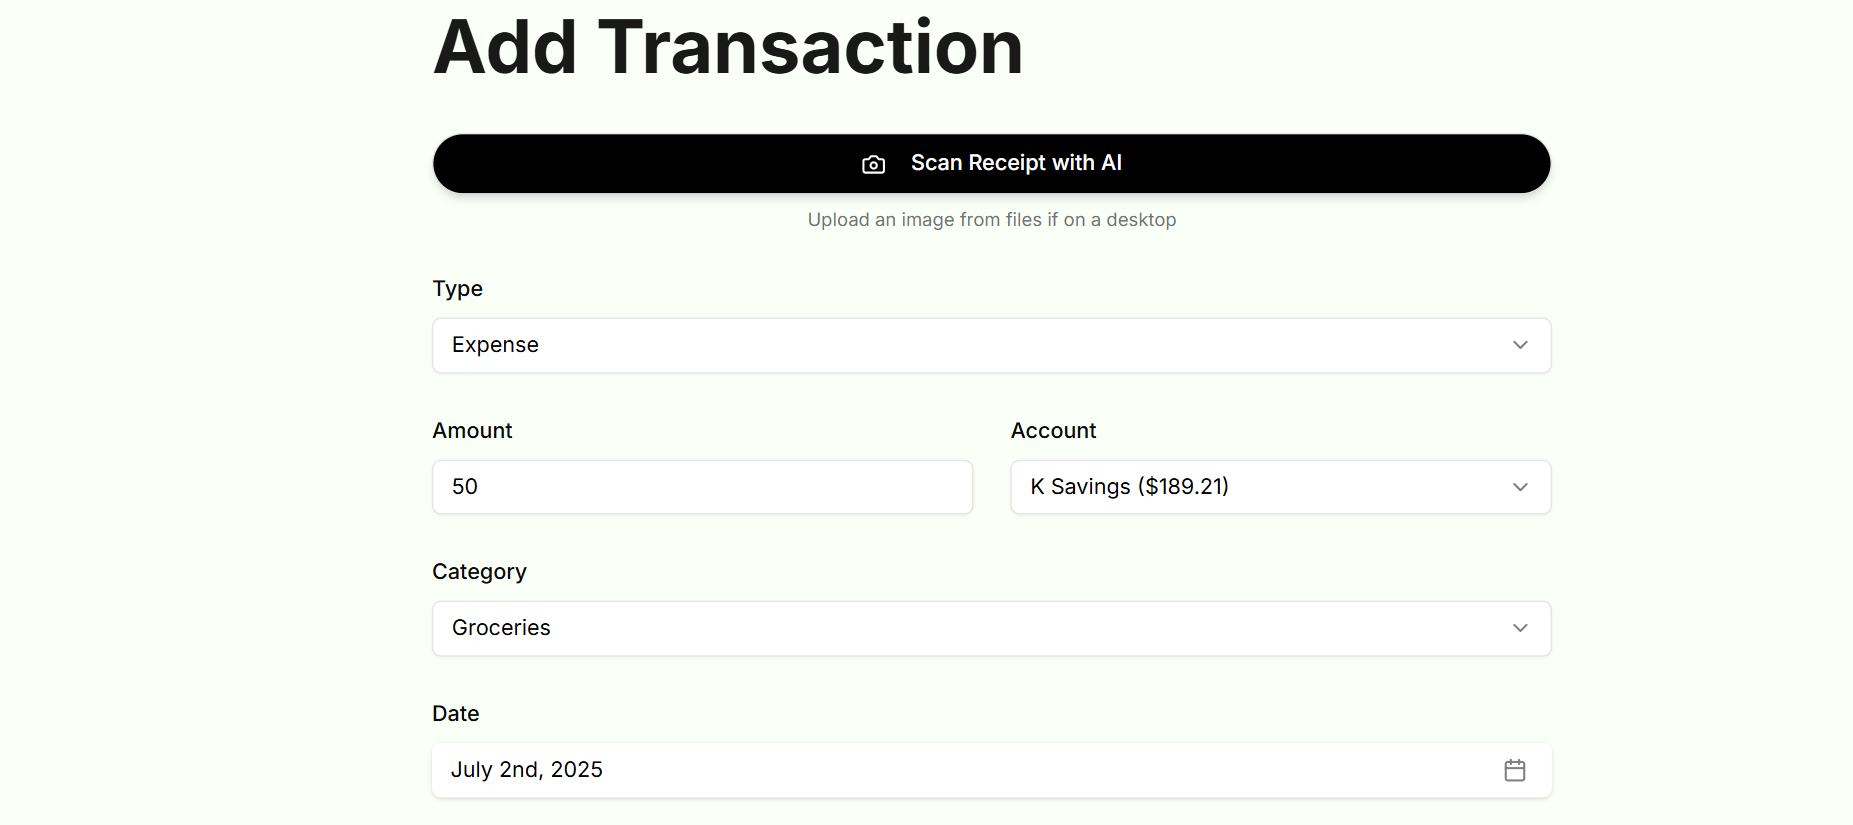 Add Transaction
Scan Receipt with AI
Upload an image from files if on a desktop
Type
Expense
Amount
50
Account
K Savings ($189.21)
Category
Groceries
Date
July 2nd, 2025